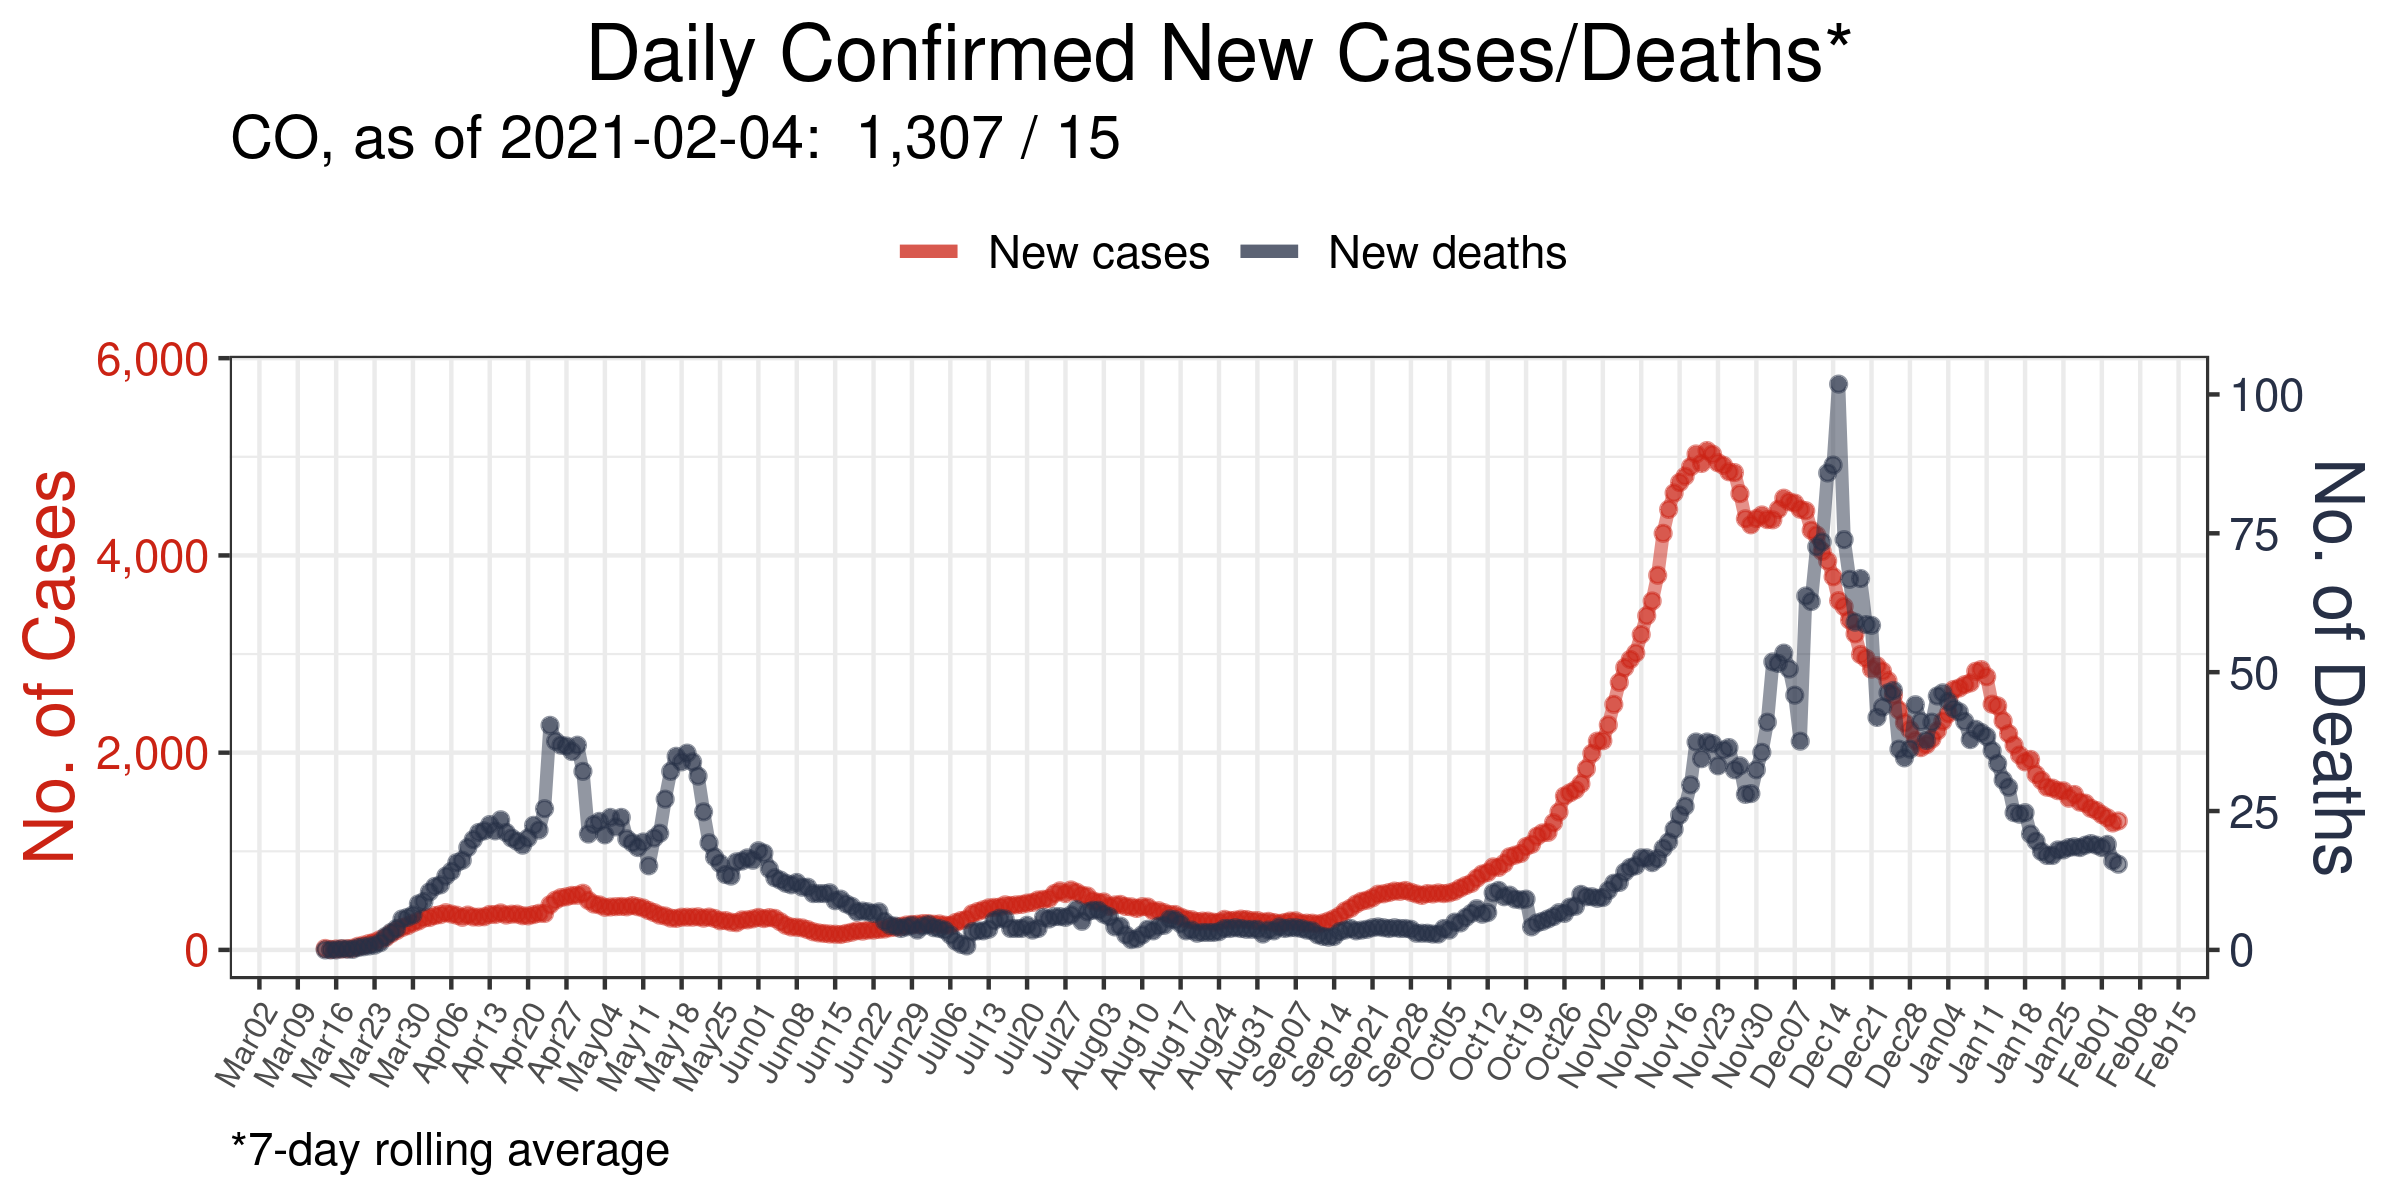 Daily Confirmed New Cases/Deaths*
CO, as of 2021-02-04:  1,307 / 15
New cases
New deaths
No. of Cases
6,000
4,000
2,000
0
100
75
50
25
0
No. of Deaths
Mar02
Mar09
Mar16
Mar23
Mar30
Apr06
Apr13
Apr20
Apr27
May04
May11
May18
May25
Jun01
Jun08
Jun15
Jun22
Jun29
Jul06
Jul13
Jul20
Jul27
Aug03
Aug10
Aug17
Aug24
Aug31
Sep07
Sep14
Sep21
Sep28
Oct05
Oct12
Oct19
Oct26
Nov02
Nov09
Nov16
Nov23
Nov30
Dec07
Dec14
Dec21
Dec28
Jan04
Jan11
Jan18
Jan25
Feb01
Feb08
Feb15
*7-day rolling average